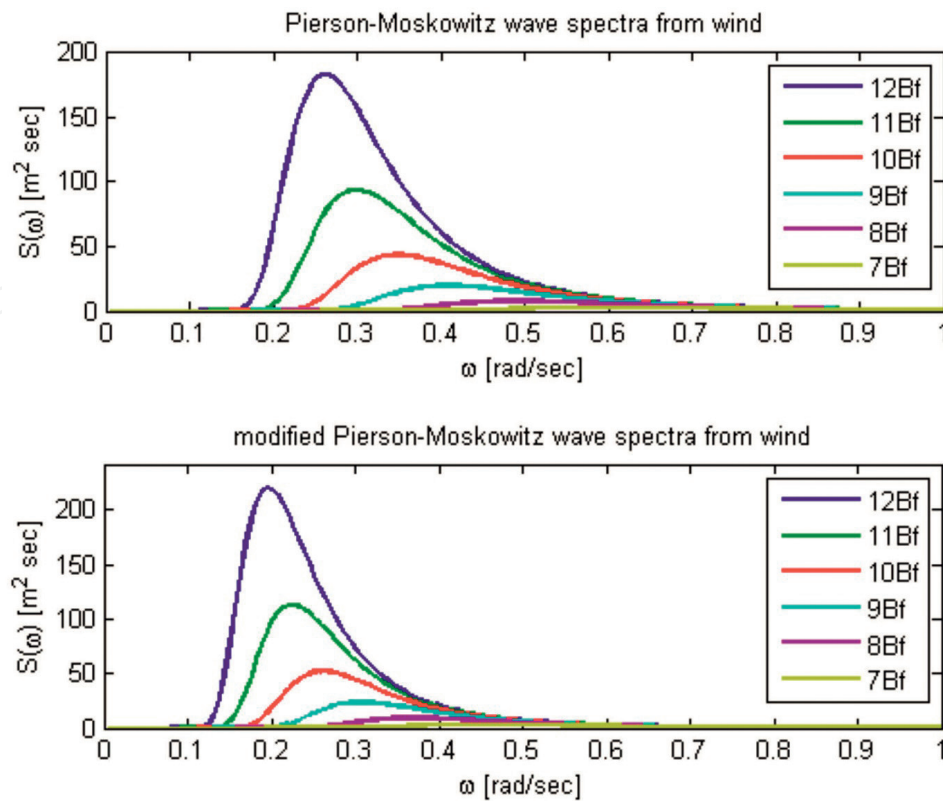 Pierson-Moskowitz wave spectra from wind
200
150
100
50
0
S(ω) [m² sec]
12Bf
11Bf
10Bf
9Bf
8Bf
7Bf
0 0.1 0.2 0.3 0.4 0.5 0.6 0.7 0.8 0.9 1
ω [rad/sec]
modified Pierson-Moskowitz wave spectra from wind
200
150
100
50
0
S(ω) [m² sec]
12Bf
11Bf
10Bf
9Bf
8Bf
7Bf
0 0.1 0.2 0.3 0.4 0.5 0.6 0.7 0.8 0.9 1
ω [rad/sec]